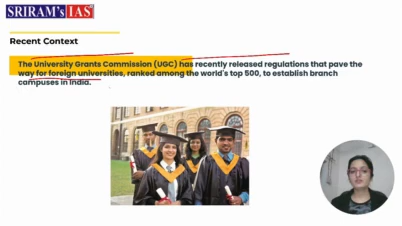 SRIRAM's IAS
Recent Context
The University Grants Commission (UGC) has recently released regulations that pave the
way for foreign universities, ranked among the world's top 500, to establish branch
campuses in India.